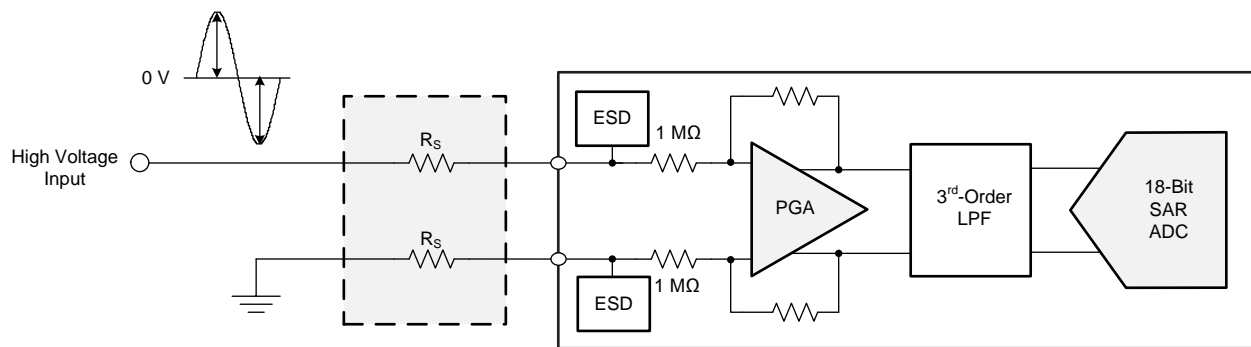 0 V
High Voltage
Input
R_S
R_S
ESD
1 MΩ
PGA
1 MΩ
ESD
3rd-Order
LPF
18-Bit
SAR
ADC